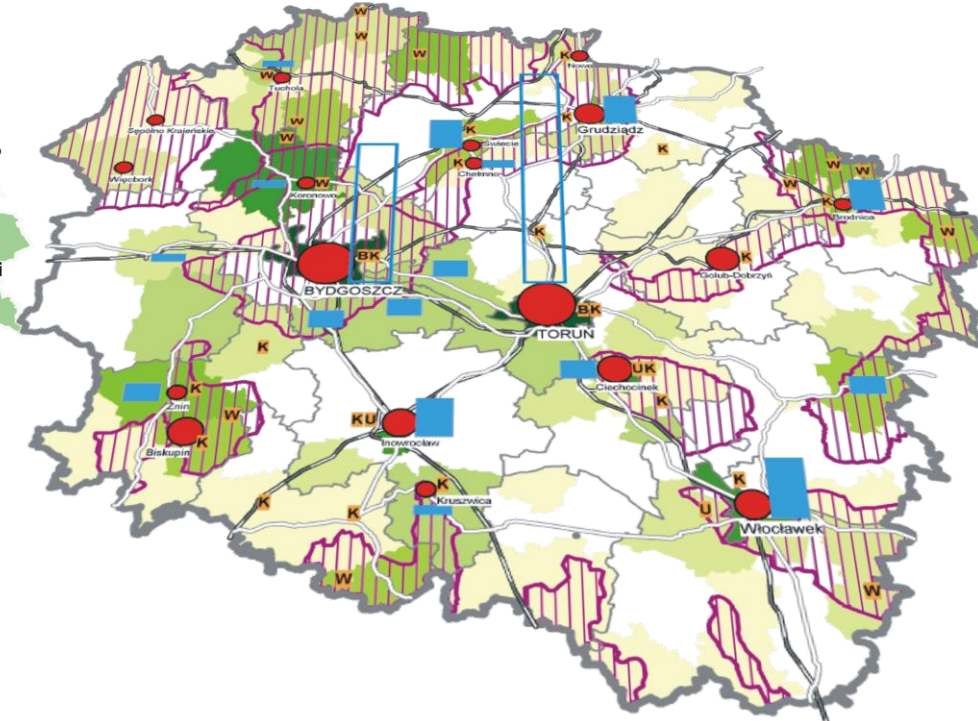 W
W
W
W
K
Nowe
W
Tuchola
K
Grudziądz
W
K
K
Sępolno Krajeńskie
W
Świecie
K
Chełmno
K
W
W
Więcbork
W
Koronowo
W
K
Brodnica
K
W
BK
BYDGOSZCZ
K
Golub-Dobrzyń
BK
TORUŃ
K
UK
Ciechocinek
K
K
Żnin
W
KU
Inowrocław
K
Biskupin
K
Kruszwica
K
K
K
U
Włocławek
W
W
i